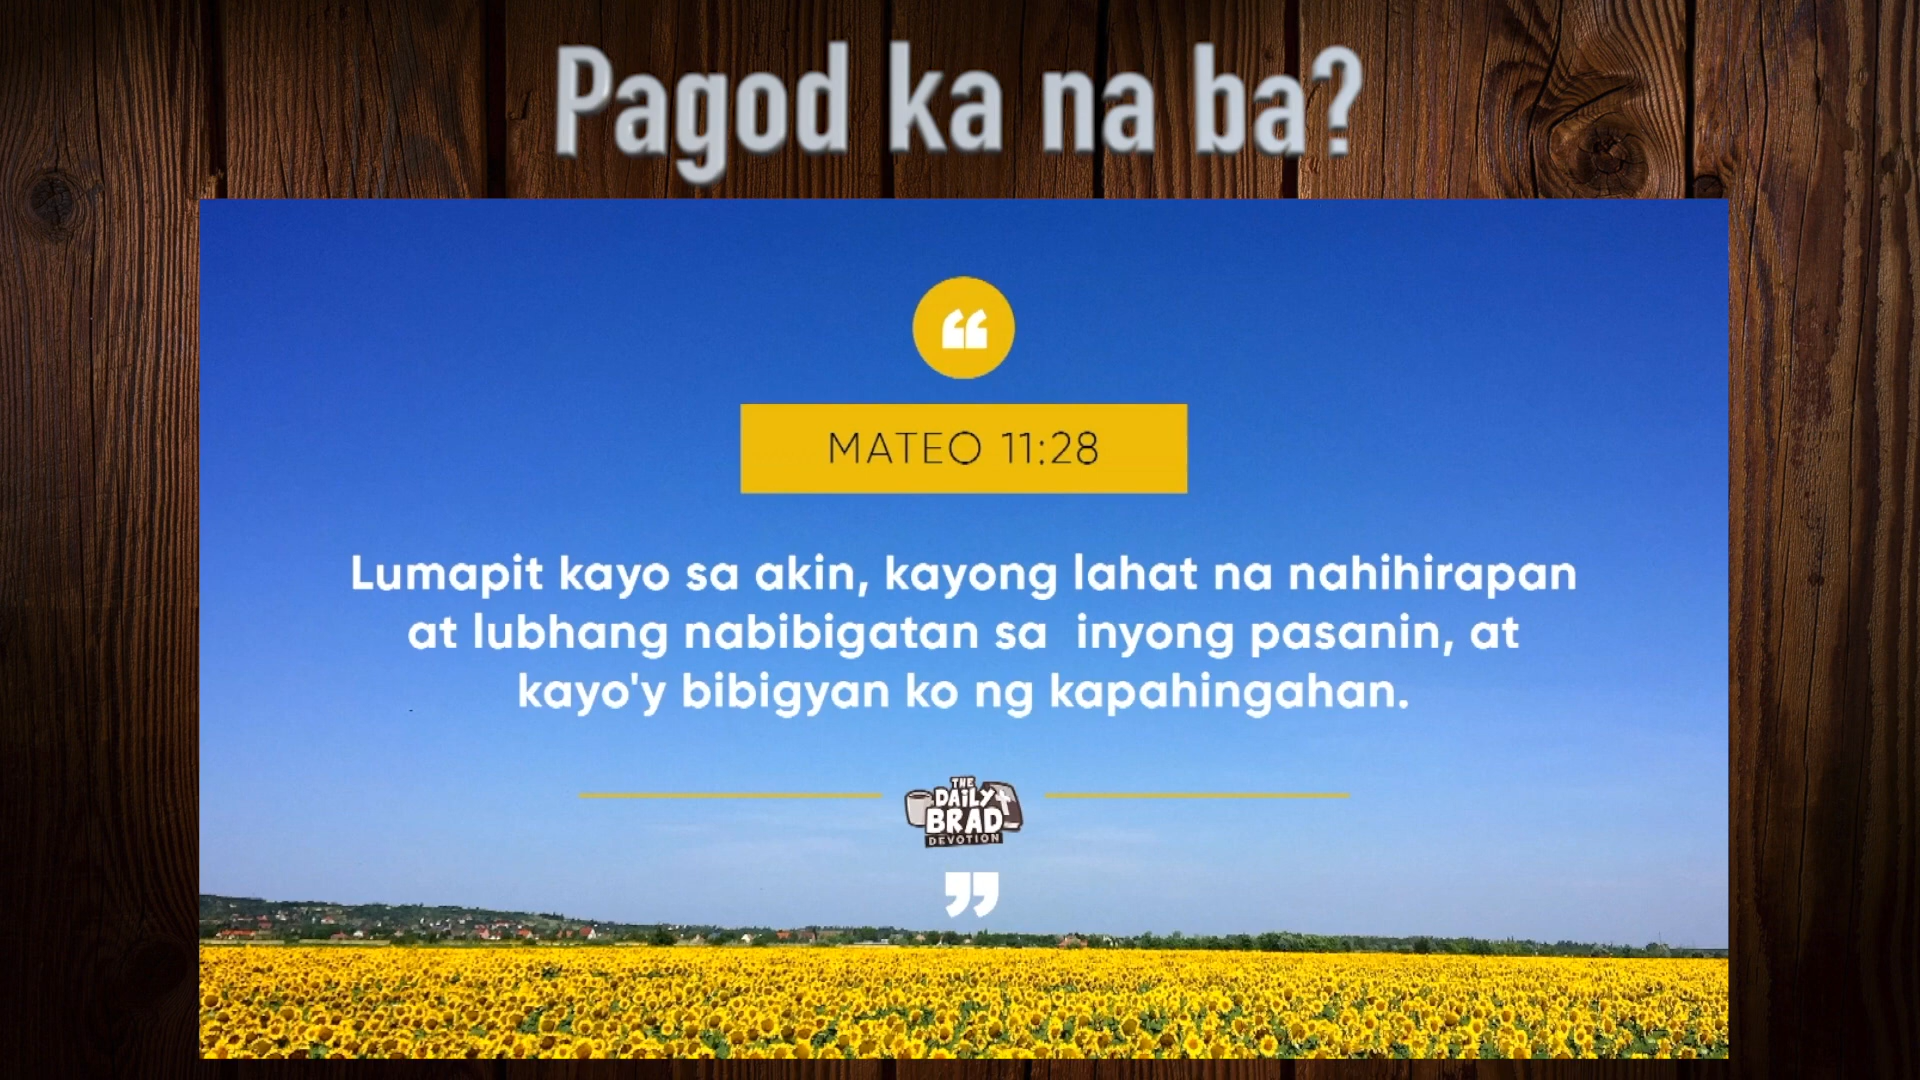 Pagod ka na ba?
“
MATEO 11:28
Lumapit kayo sa akin, kayong lahat na nahihirapan
at lubhang nabibigatan sa  inyong pasanin, at
kayo'y bibigyan ko ng kapahingahan.
THE
DAILY
BRAD
DEVOTION
”